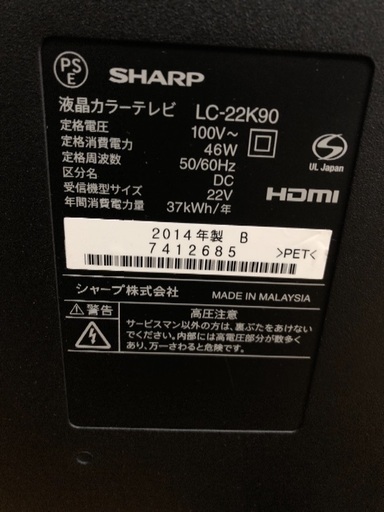 PS
E
SHARP
液晶カラーテレビ LC-22K90
定格電圧 100V～
定格消費電力 46W
定格周波数 50/60Hz
区分名 DC
受信機型サイズ 22V
年間消費電力量 37kWh/年
S
UL Japan
HDMI
2014年製 B
7412685 >PET<
シャープ株式会社 MADE IN MALAYSIA
⚠警告 高圧注意
サービスマン以外の方は、裏ぶたをあけない
でください。内部には高電圧部分が数多く
あり、万一さわると危険です。